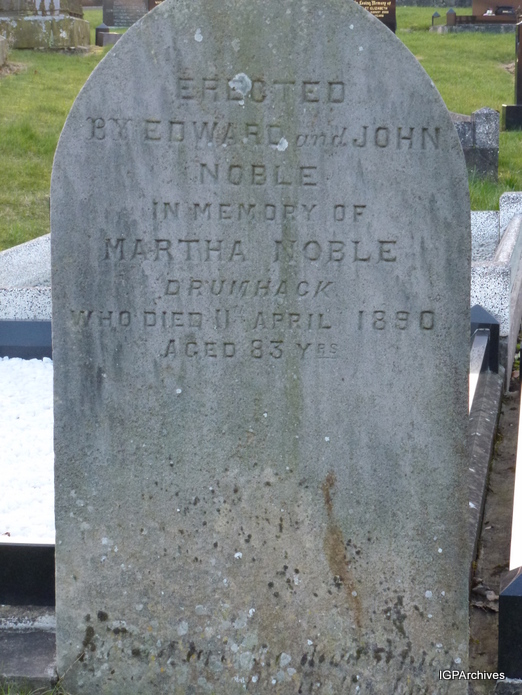 ERECTED
BY EDWARD and JOHN
NOBLE
IN MEMORY OF
MARTHA NOBLE
DRUMHACK
WHO DIED 11 APRIL 1890
AGED 83 YRS
IGPArchives